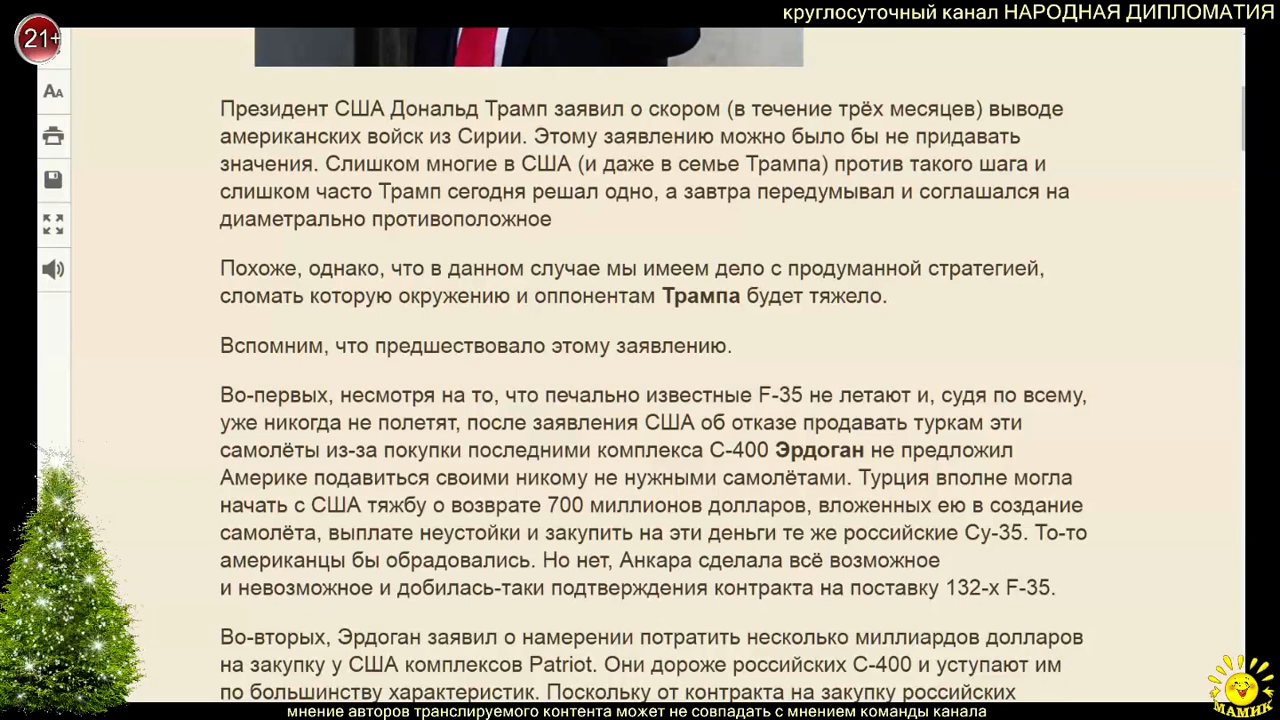 круглосуточный канал НАРОДНАЯ ДИПЛОМАТИЯ
21+
AA
Президент США Дональд Трамп заявил о скором (в течение трёх месяцев) выводе
американских войск из Сирии. Этому заявлению можно было бы не придавать
значения. Слишком многие в США (и даже в семье Трампа) против такого шага и
слишком часто Трамп сегодня решал одно, а завтра передумывал и соглашался на
диаметрально противоположное
Похоже, однако, что в данном случае мы имеем дело с продуманной стратегией,
сломать которую окружению и оппонентам Трампа будет тяжело.
Вспомним, что предшествовало этому заявлению.
Во-первых, несмотря на то, что печально известные F-35 не летают и, судя по всему,
уже никогда не полетят, после заявления США об отказе продавать туркам эти
самолёты из-за покупки последними комплекса С-400 Эрдоган не предложил
Америке подавиться своими никому не нужными самолётами. Турция вполне могла
начать с США тяжбу о возврате 700 миллионов долларов, вложенных ею в создание
самолёта, выплате неустойки и закупить на эти деньги те же российские Су-35. То-то
американцы бы обрадовались. Но нет, Анкара сделала всё возможное
и невозможное и добилась-таки подтверждения контракта на поставку 132-х F-35.
Во-вторых, Эрдоган заявил о намерении потратить несколько миллиардов долларов
на закупку у США комплексов Patriot. Они дороже российских С-400 и уступают им
по большинству характеристик. Поскольку от контракта на закупку российских
МАМИК
мнение авторов транслируемого контента может не совпадать с мнением команды канала